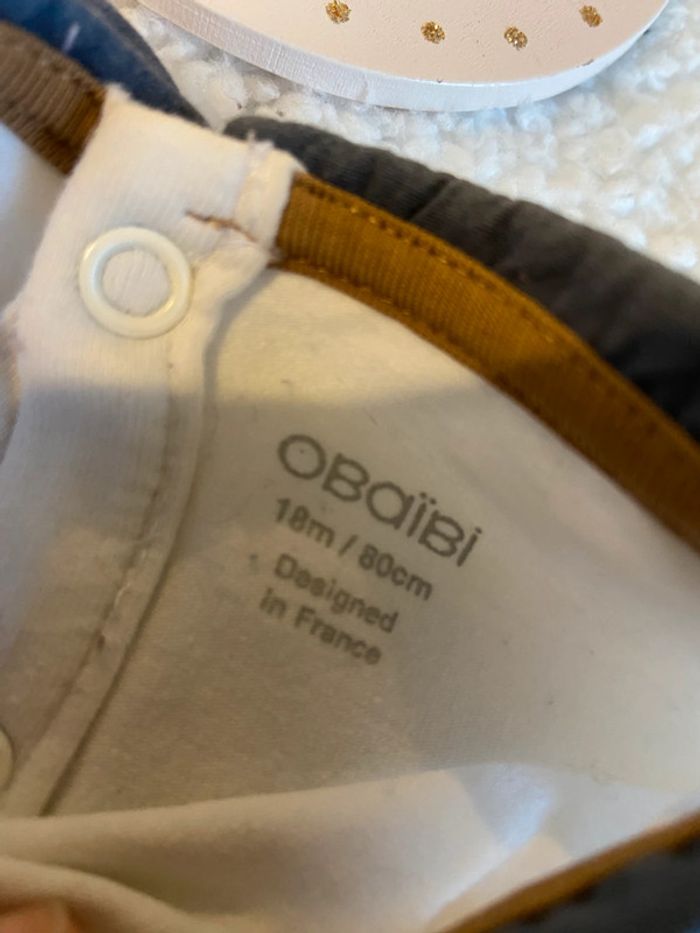 OBaïBi
18m / 80cm
Designed
in France